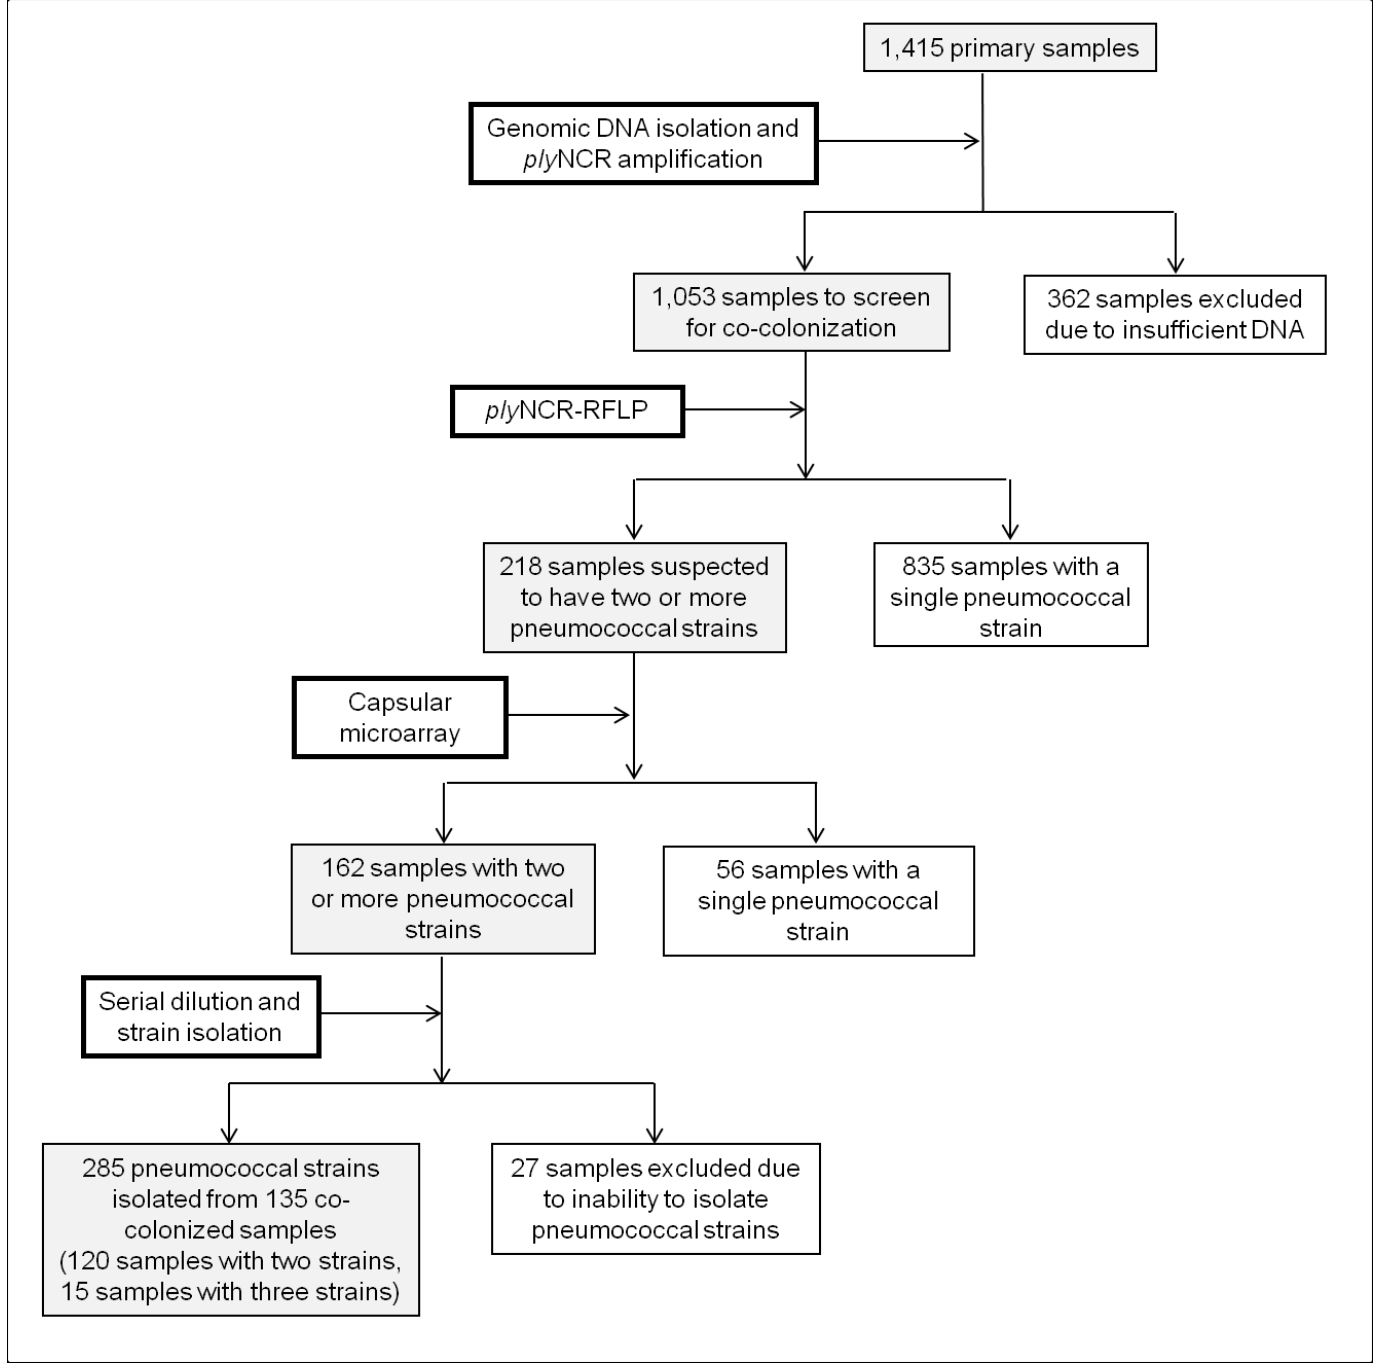 1,415 primary samples
Genomic DNA isolation and
plyNCR amplification
1,053 samples to screen
for co-colonization
362 samples excluded
due to insufficient DNA
plyNCR-RFLP
218 samples suspected
to have two or more
pneumococcal strains
835 samples with a
single pneumococcal
strain
Capsular
microarray
162 samples with two
or more pneumococcal
strains
56 samples with a
single pneumococcal
strain
Serial dilution and
strain isolation
285 pneumococcal strains
isolated from 135 co-
colonized samples
(120 samples with two strains,
15 samples with three strains)
27 samples excluded due
to inability to isolate
pneumococcal strains